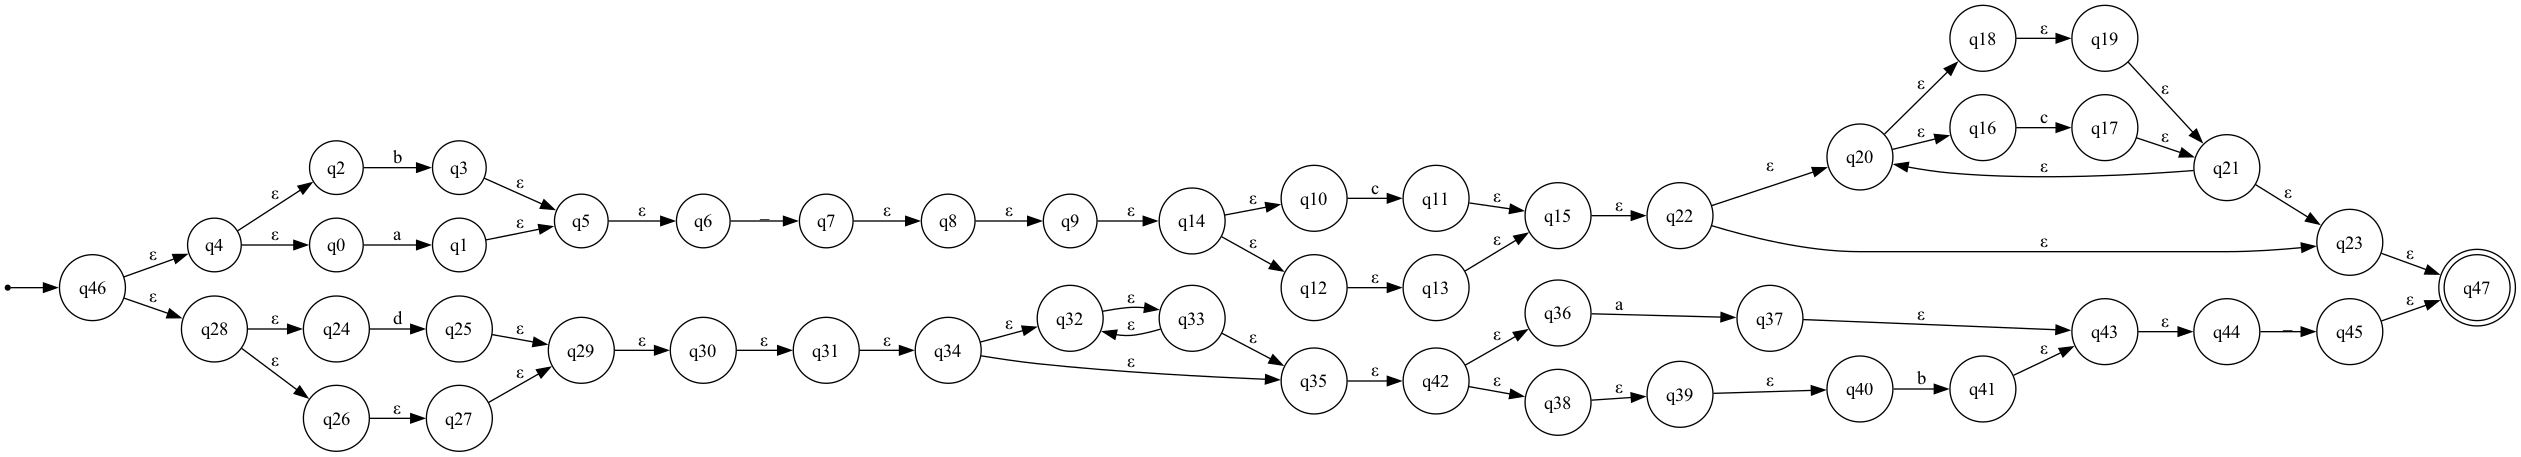 q18 ε q19
ε ε
q2 b q3 q20 ε q16 c q17 ε q21
ε ε ε ε ε
q46 ε q4 ε q0 a q1 ε q5 ε q6 _ q7 ε q8 ε q9 ε q14 ε q10 c q11 ε q15 ε q22 ε q23 ε q47
ε q12 ε q13 ε
ε q28 ε q24 d q25 ε q29 ε q30 ε q31 ε q34 ε q32 ε q33 ε ε q35 ε q42 ε q36 a q37 ε q43 ε q44 _ q45 ε
ε q26 ε q27 ε ε ε q38 ε q39 ε q40 b q41 ε